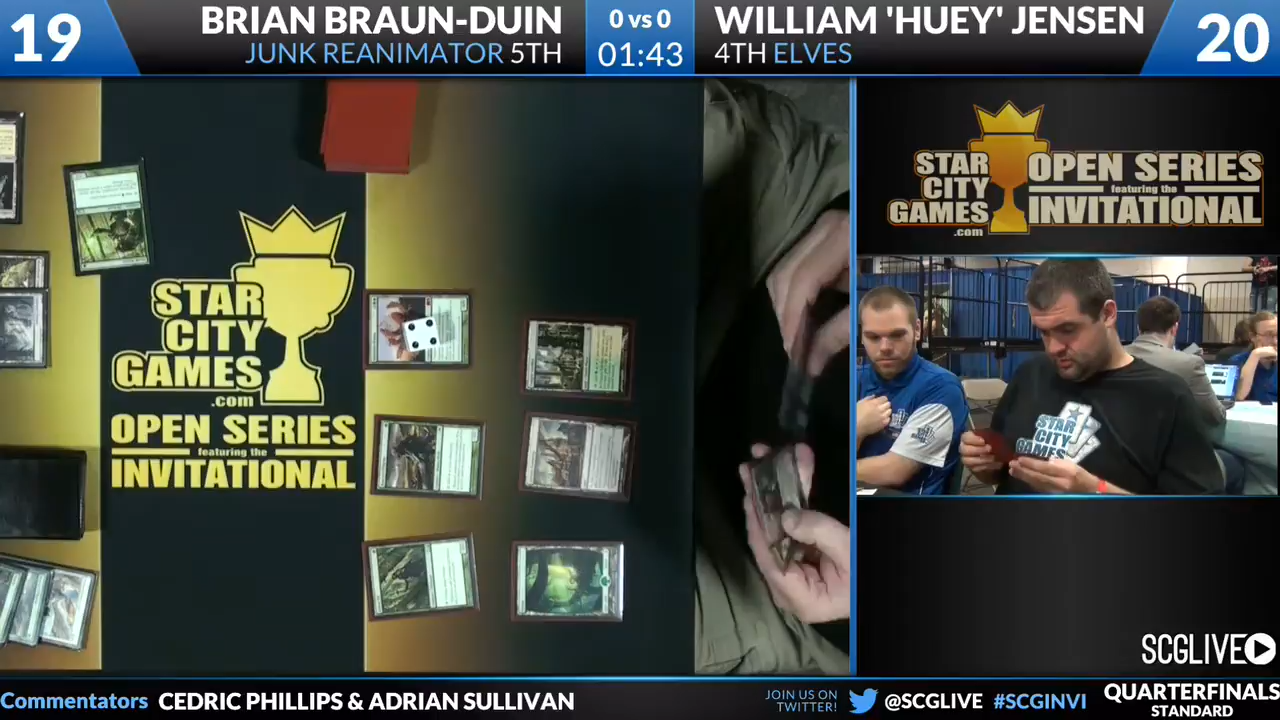 19
BRIAN BRAUN-DUIN
JUNK REANIMATOR 5TH
0 vs 0
01:43
WILLIAM 'HUEY' JENSEN
4TH ELVES
20
STAR
CITY
GAMES
.com
OPEN SERIES
featuring the
INVITATIONAL
STAR
CITY
GAMES
.com
OPEN SERIES
featuring the
INVITATIONAL
STAR
CITY
GAMES
SCGLIVE
Commentators CEDRIC PHILLIPS & ADRIAN SULLIVAN
JOIN US ON
TWITTER!
@SCGLIVE #SCGINVI
QUARTERFINALS
STANDARD